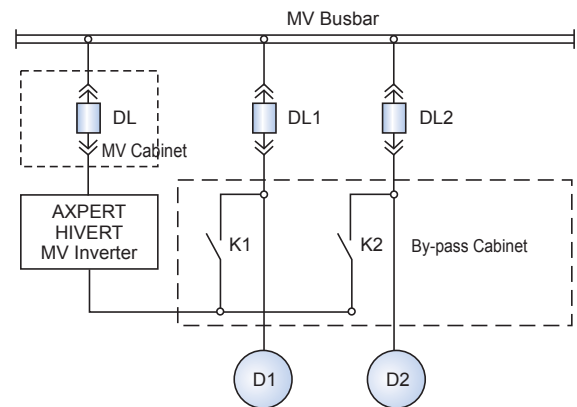 MV Busbar
DL
DL1
DL2
MV Cabinet
AXPERT
HIVERT
MV Inverter
K1
K2
By-pass Cabinet
D1
D2